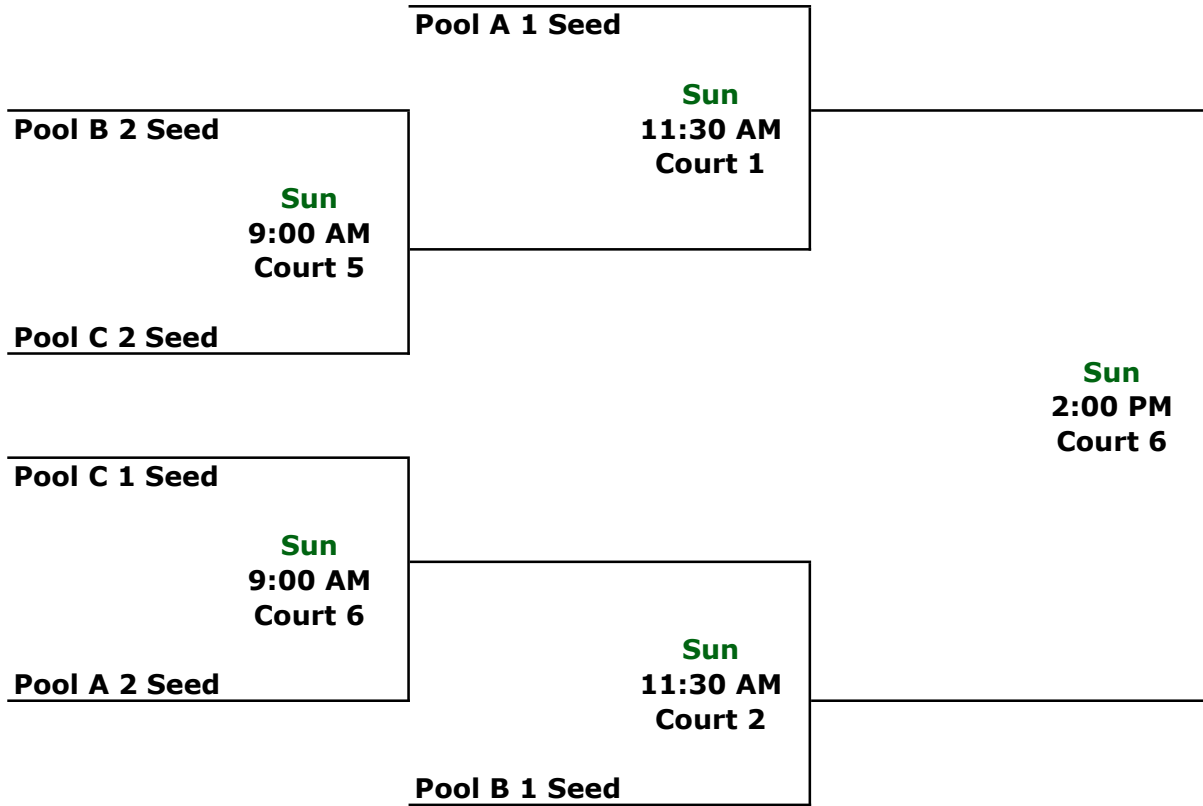 Pool A 1 Seed
Sun
11:30 AM
Court 1
Pool B 2 Seed
Sun
9:00 AM
Court 5
Pool C 2 Seed
Sun
2:00 PM
Court 6
Pool C 1 Seed
Sun
9:00 AM
Court 6
Pool A 2 Seed
Sun
11:30 AM
Court 2
Pool B 1 Seed